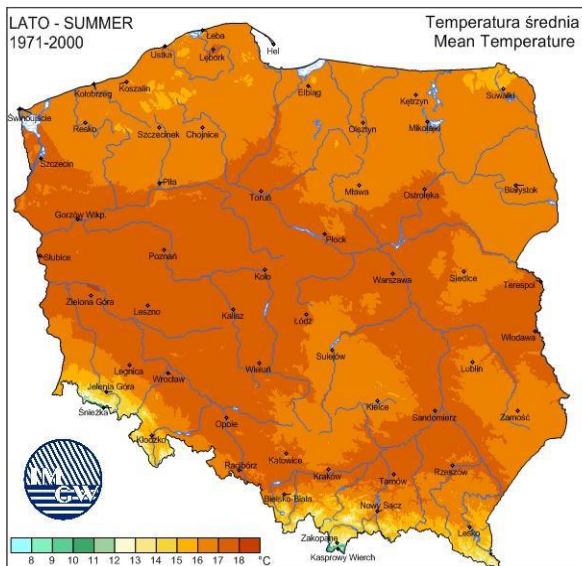 LATO - SUMMER
1971-2000
Temperatura średnia
Mean Temperature
Łeba
Hel
Ustka
Lębork
Koszalin
Kołobrzeg
Elbląg
Kętrzyn
Suwałki
Świnoujście
Resko
Szczecinek
Chojnice
Olsztyn
Mikołajki
Szczecin
Piła
Toruń
Mława
Ostrołęka
Białystok
Gorzów Wlkp.
Płock
Słubice
Poznań
Koło
Warszawa
Siedlce
Terespol
Zielona Góra
Leszno
Kalisz
Łódź
Włodawa
Sulejów
Legnica
Wrocław
Wieluń
Lublin
Jelenia Góra
Śnieżka
Opole
Kielce
Sandomierz
Zamość
Kłodzko
Racibórz
Katowice
Kraków
Tarnów
Rzeszów
Bielsko-Biała
Nowy Sącz
Lesko
Zakopane
Kasprowy Wierch
IMGW
8 9 10 11 12 13 14 15 16 17 18 °C